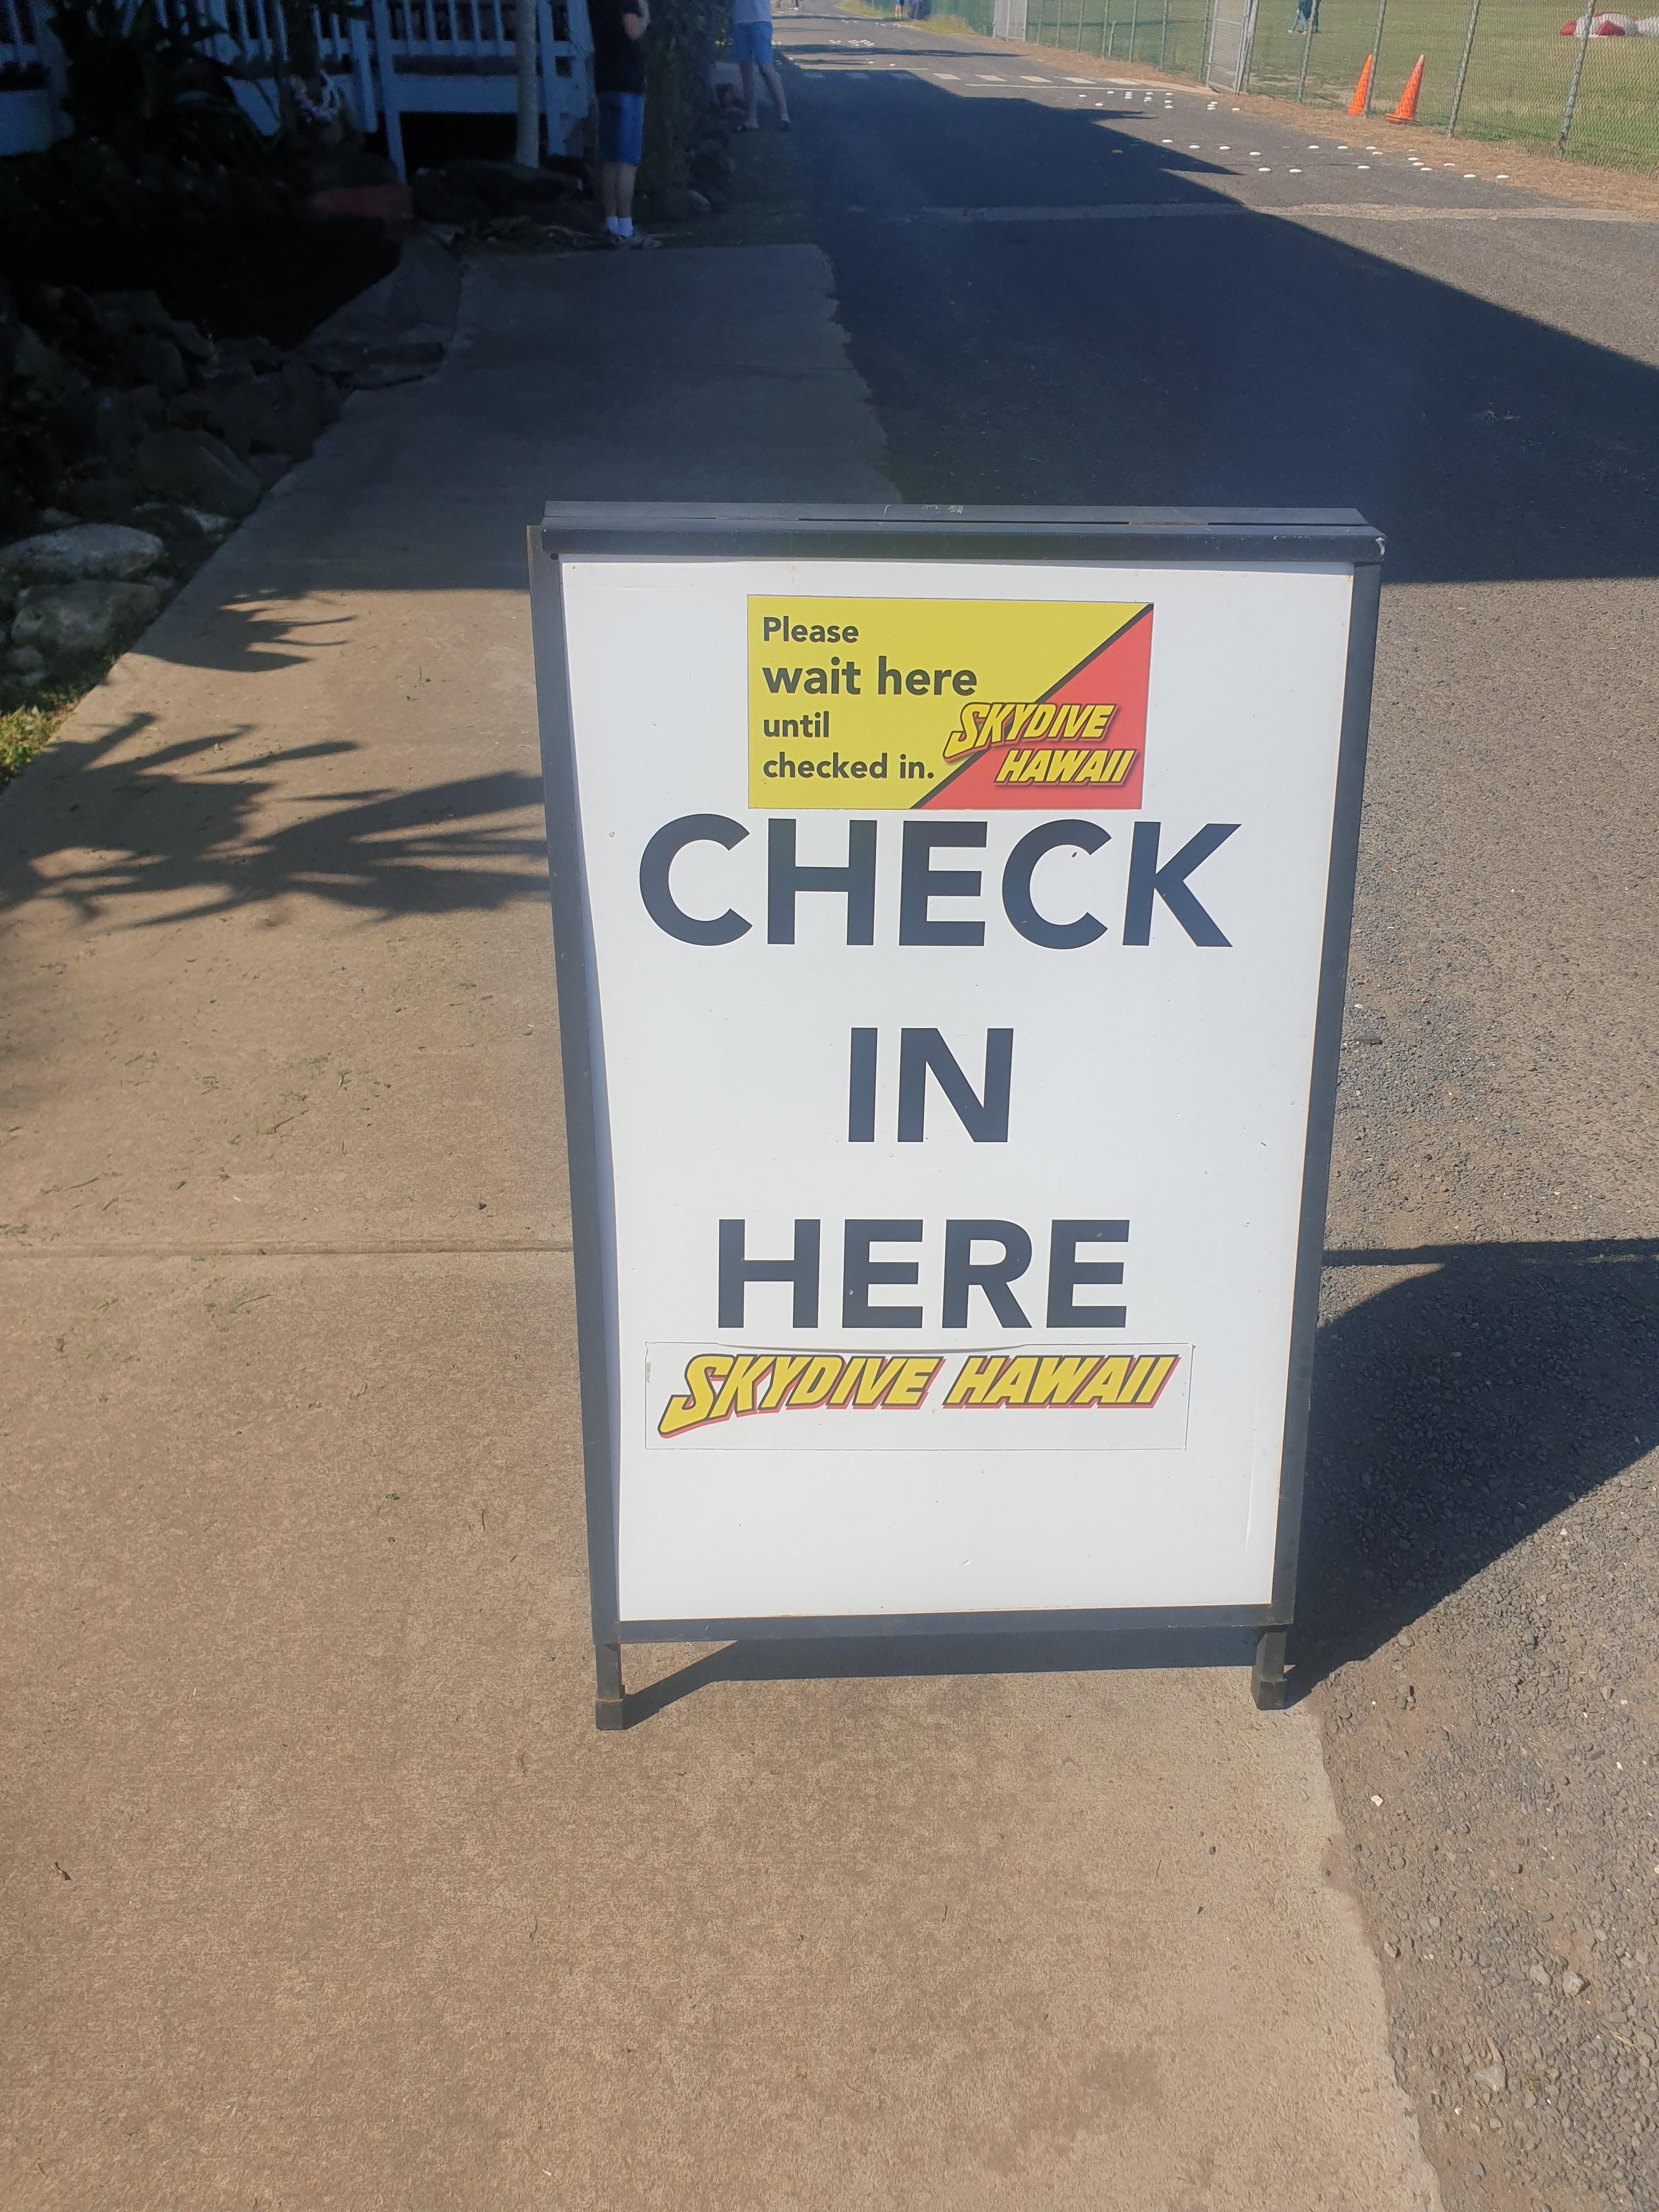 Please
wait here
until
checked in.
SKYDIVE
HAWAII
CHECK
IN
HERE
SKYDIVE HAWAII